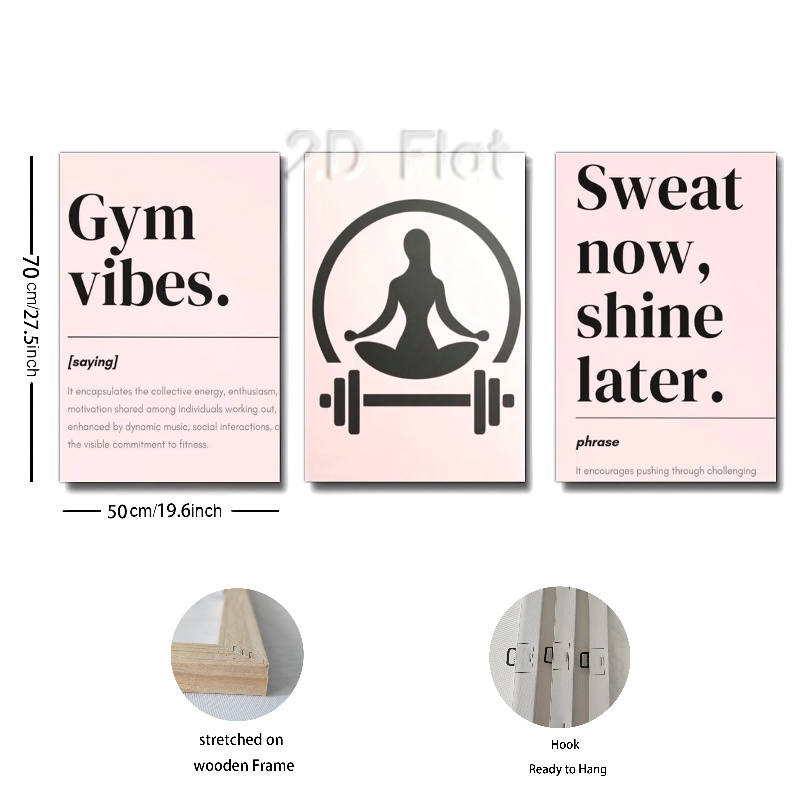 2D Flat
Gym
vibes.
[saying]
It encapsulates the collective energy, enthusiasm,
motivation shared among individuals working out,
enhanced by dynamic music, social interactions, a
the visible commitment to fitness.
Sweat
now,
shine
later.
phrase
It encourages pushing through challenging
70 cm/27.5inch
50cm/19.6inch
stretched on
wooden Frame
Hook
Ready to Hang